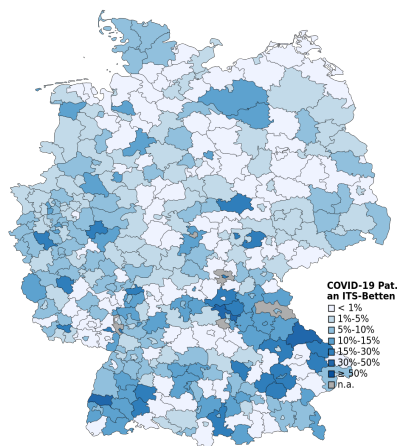 COVID-19 Pat.
an ITS-Betten
< 1%
1%-5%
5%-10%
10%-15%
15%-30%
30%-50%
≥ 50%
n.a.